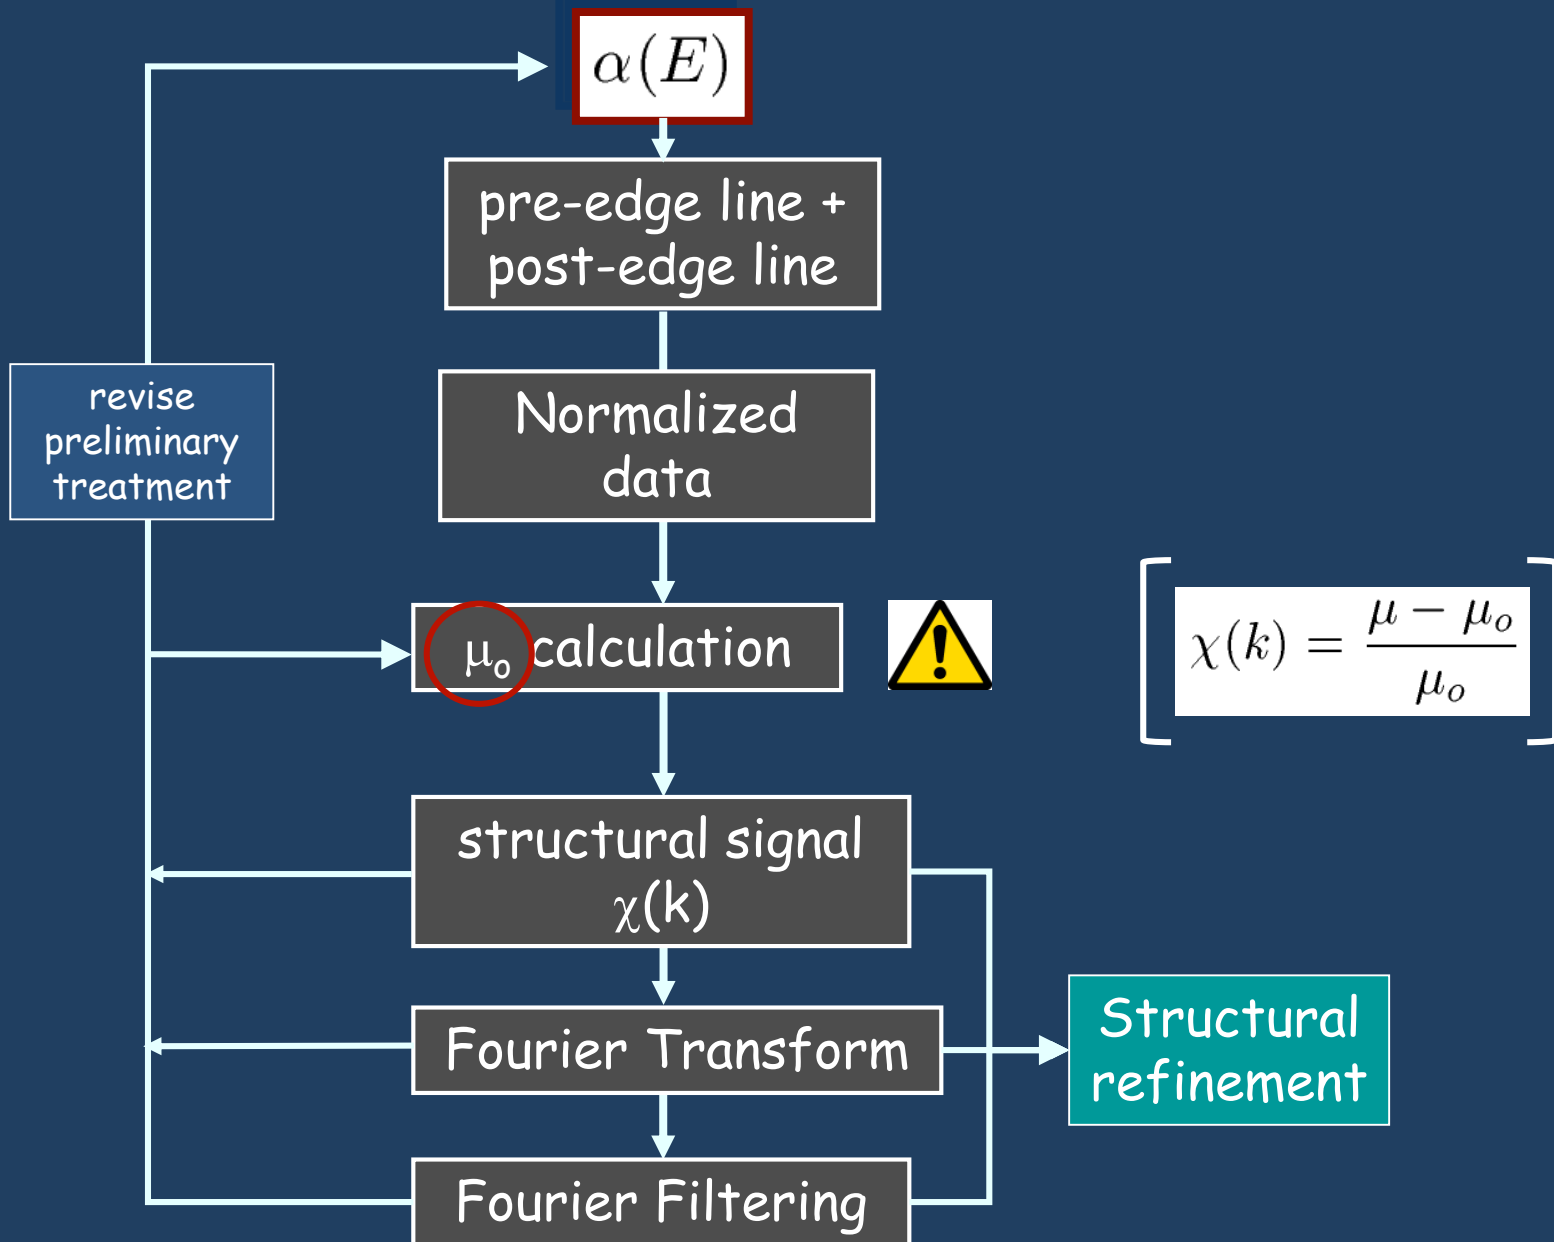 α(E)
pre-edge line +
post-edge line
revise
preliminary
treatment
Normalized
data
μo calculation
χ(k) = (μ − μo) / μo
structural signal
χ(k)
Fourier Transform
Structural
refinement
Fourier Filtering